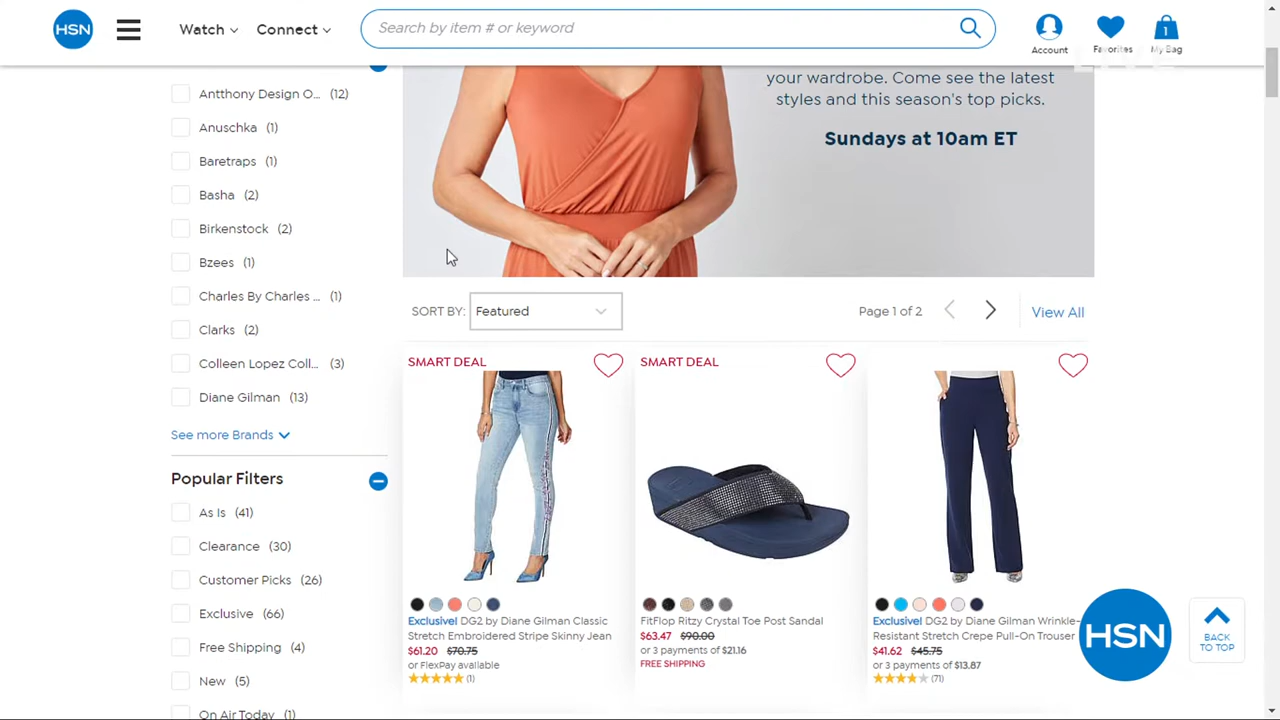 HSN
Watch
Connect
Search by item # or keyword
Account
Favorites
1
My Bag
Antthony Design O... (12)
Anuschka (1)
Baretraps (1)
Basha (2)
Birkenstock (2)
Bzees (1)
Charles By Charles ... (1)
Clarks (2)
Colleen Lopez Coll... (3)
Diane Gilman (13)
See more Brands
Popular Filters
As Is (41)
Clearance (30)
Customer Picks (26)
Exclusive (66)
Free Shipping (4)
New (5)
On Air Today (1)
your wardrobe. Come see the latest
styles and this season's top picks.
Sundays at 10am ET
SORT BY: Featured
Page 1 of 2
View All
SMART DEAL
Exclusive! DG2 by Diane Gilman Classic
Stretch Embroidered Stripe Skinny Jean
$61.20 $70.75
or FlexPay available
(1)
SMART DEAL
FitFlop Ritzy Crystal Toe Post Sandal
$63.47 $90.00
or 3 payments of $21.16
FREE SHIPPING
Exclusive! DG2 by Diane Gilman Wrinkle-
Resistant Stretch Crepe Pull-On Trouser
$41.62 $45.75
or 3 payments of $13.87
(71)
HSN
BACK
TO TOP